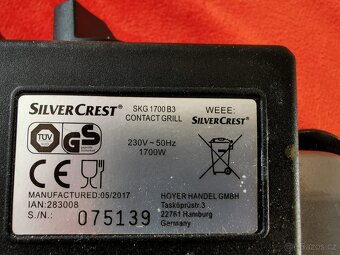 SILVERCREST®
SKG 1700 B3
CONTACT GRILL
WEEE:
SILVERCREST®
TÜV
GS
230V~50Hz
1700W
CE
MANUFACTURED:05/2017
IAN:283008
S./N.: 075139
HOYER HANDEL GMBH
Tasköprüstr.3
22761 Hamburg
Germany